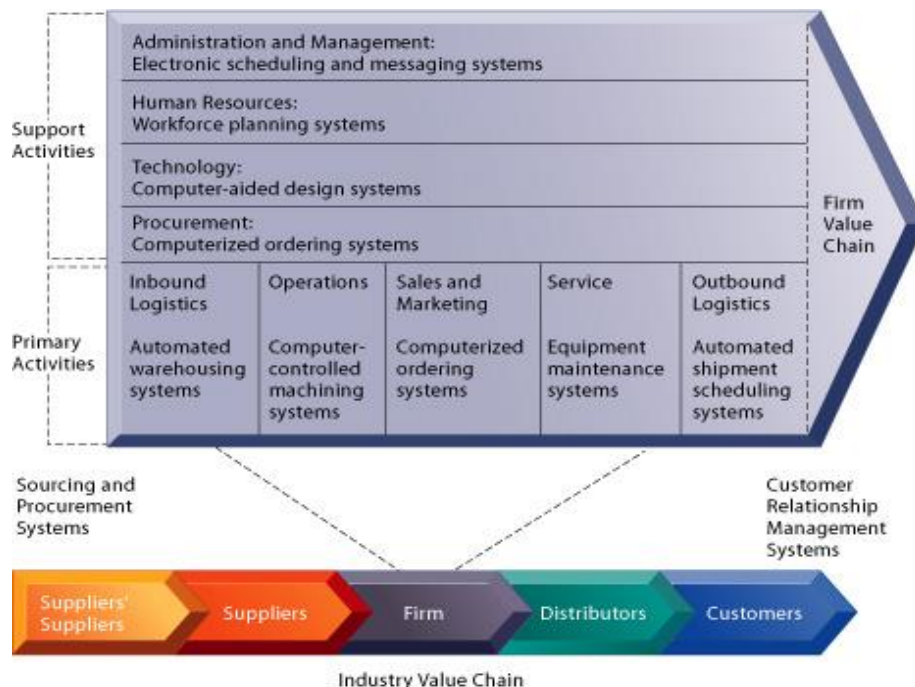 Administration and Management:
Electronic scheduling and messaging systems
Human Resources:
Workforce planning systems
Support
Activities
Technology:
Computer-aided design systems
Procurement:
Computerized ordering systems
Firm
Value
Chain
Primary
Activities
Inbound
Logistics
Automated
warehousing
systems
Operations
Computer-
controlled
machining
systems
Sales and
Marketing
Computerized
ordering
systems
Service
Equipment
maintenance
systems
Outbound
Logistics
Automated
shipment
scheduling
systems
Sourcing and
Procurement
Systems
Customer
Relationship
Management
Systems
Suppliers'
Suppliers
Suppliers
Firm
Distributors
Customers
Industry Value Chain